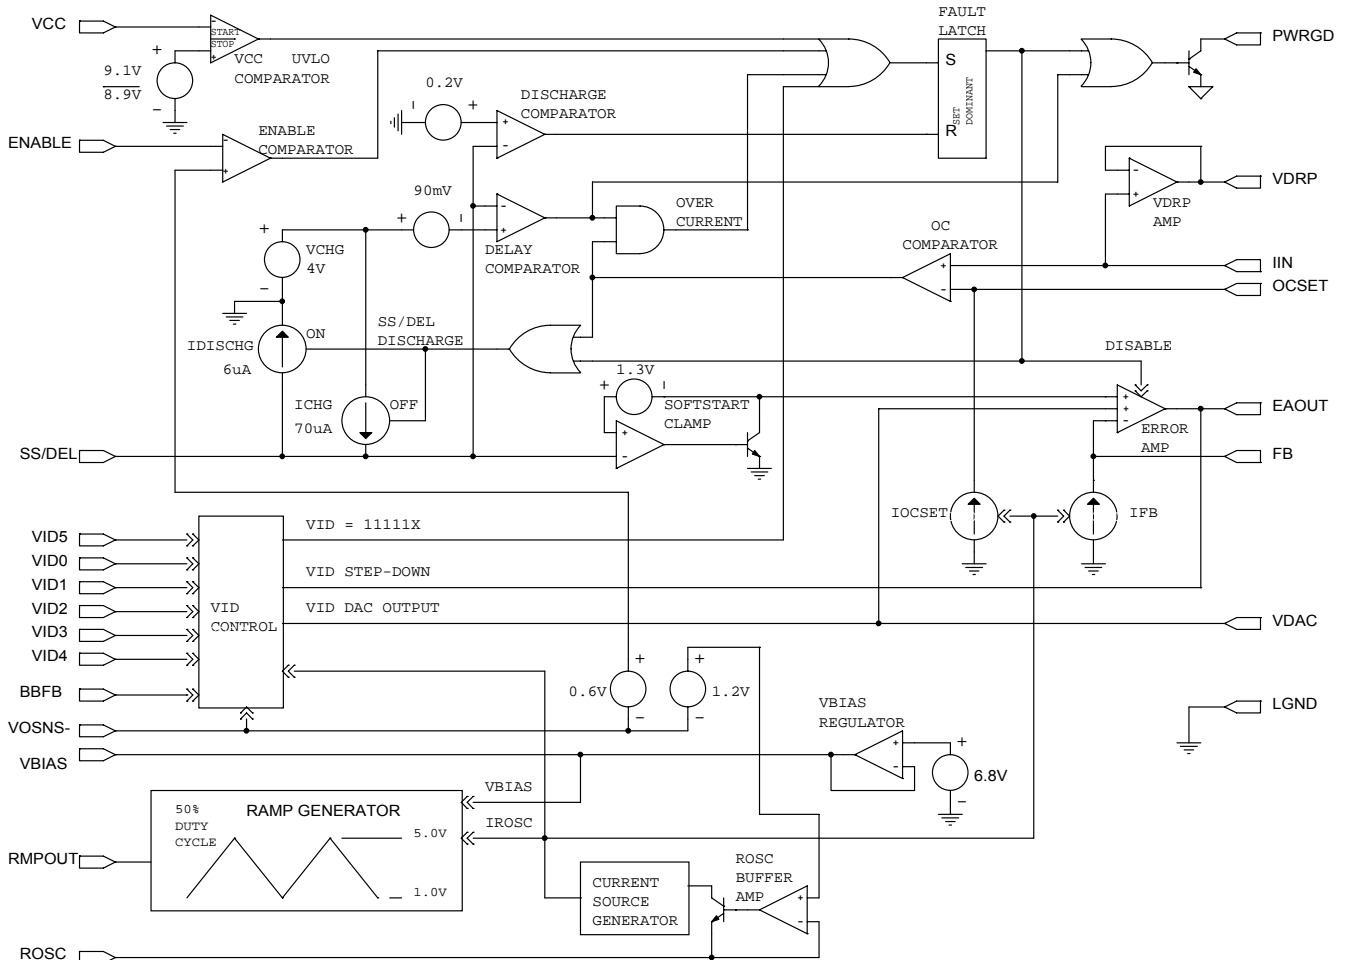 VCC
START
STOP
+
-
9.1V
8.9V
VCC UVLO
COMPARATOR
ENABLE
ENABLE
COMPARATOR
0.2V
DISCHARGE
COMPARATOR
FAULT
LATCH
S
R
SET
DOMINANT
PWRGD
90mV
DELAY
COMPARATOR
OVER
CURRENT
OC
COMPARATOR
VDRP
AMP
VDRP
IIN
OCSET
VCHG
4V
IDISCHG
6uA
ON
SS/DEL
DISCHARGE
ICHG
70uA
OFF
1.3V
SOFTSTART
CLAMP
DISABLE
ERROR
AMP
EAOUT
FB
SS/DEL
IOCSET
IFB
VID5
VID0
VID1
VID2
VID3
VID4
BBFB
VOSNS-
VBIAS
VID
CONTROL
VID = 11111X
VID STEP-DOWN
VID DAC OUTPUT
VDAC
0.6V
1.2V
VBIAS
REGULATOR
6.8V
LGND
VBIAS
IROSC
50%
DUTY
CYCLE
RAMP GENERATOR
5.0V
1.0V
RMPOUT
CURRENT
SOURCE
GENERATOR
ROSC
BUFFER
AMP
ROSC